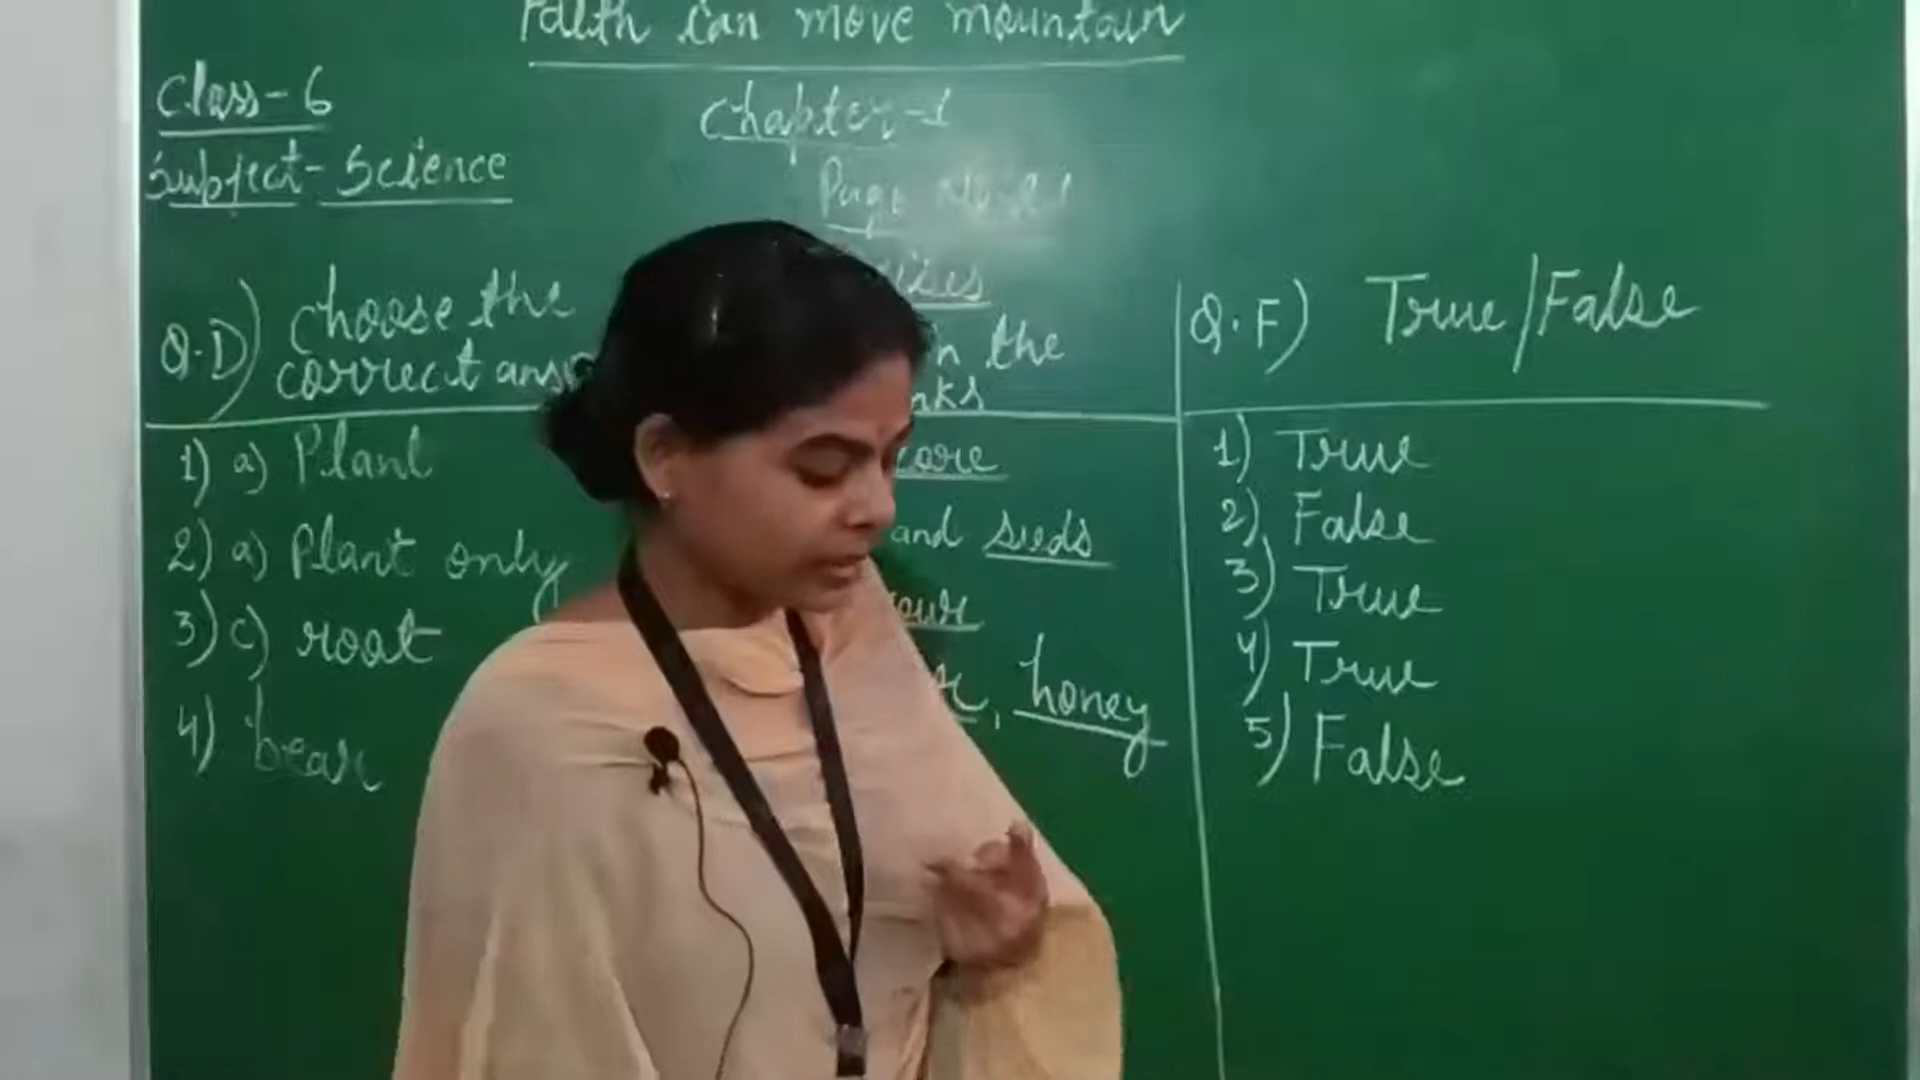 Faith can move mountain
Class-6
Chapter-1
Subject-Science
Page
Q.D) Choose the
correct
the
Q.F) True/False
1) a) Plant
2) a) Plant only
3) c) root
4) bear
and seeds
honey
1) True
2) False
3) True
4) True
5) False